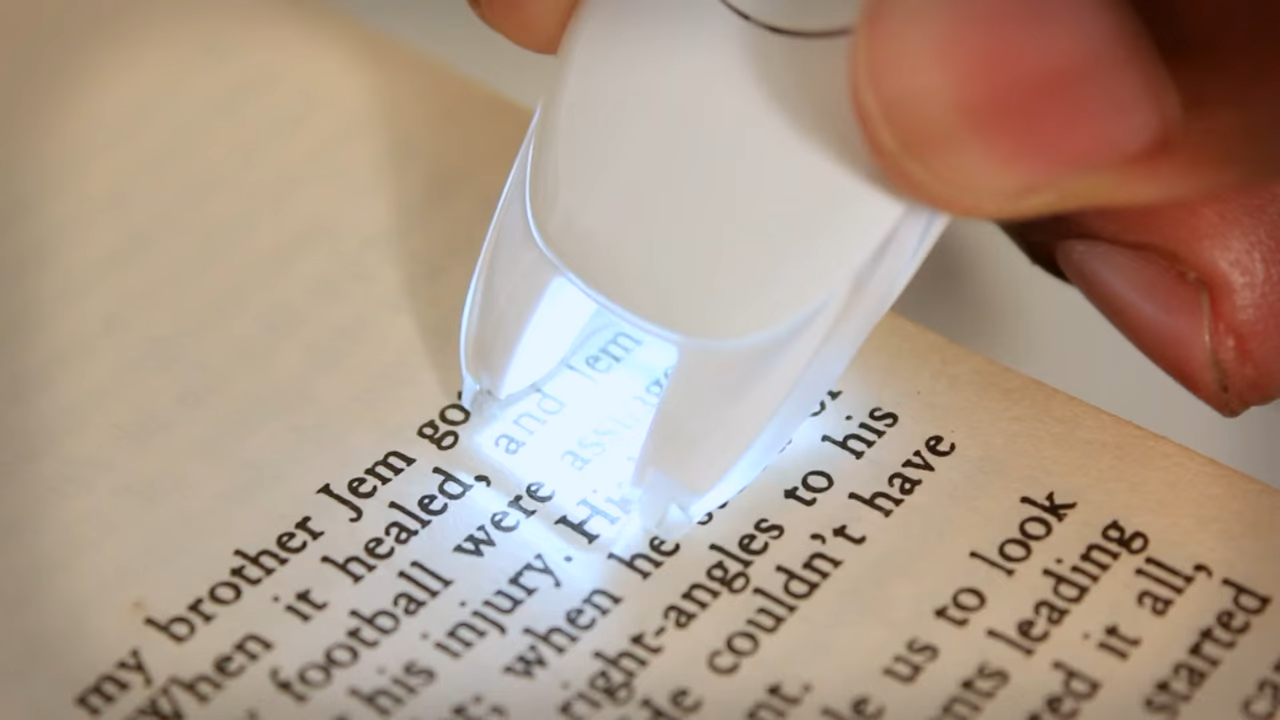 my brother Jem go
When it healed, and Jem
football were assuage
his injury. His
when he
right-angles to his
couldn't have
us to look
leading
it all,
started